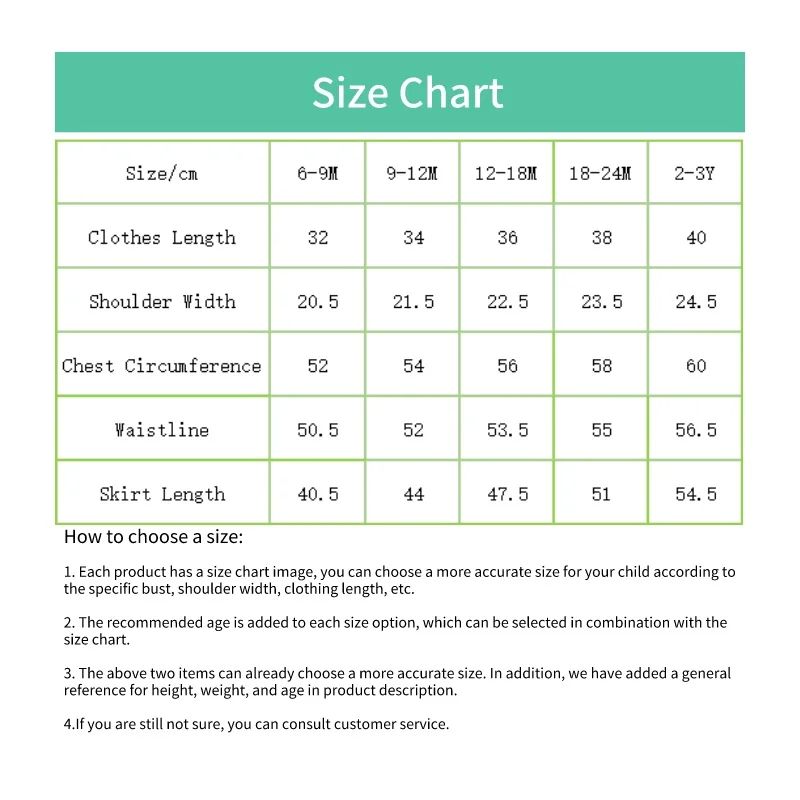 Size Chart
Size/cm 6-9M 9-12M 12-18M 18-24M 2-3Y
Clothes Length 32 34 36 38 40
Shoulder Width 20.5 21.5 22.5 23.5 24.5
Chest Circumference 52 54 56 58 60
Waistline 50.5 52 53.5 55 56.5
Skirt Length 40.5 44 47.5 51 54.5
How to choose a size:
1. Each product has a size chart image, you can choose a more accurate size for your child according to
the specific bust, shoulder width, clothing length, etc.
2. The recommended age is added to each size option, which can be selected in combination with the
size chart.
3. The above two items can already choose a more accurate size. In addition, we have added a general
reference for height, weight, and age in product description.
4.If you are still not sure, you can consult customer service.